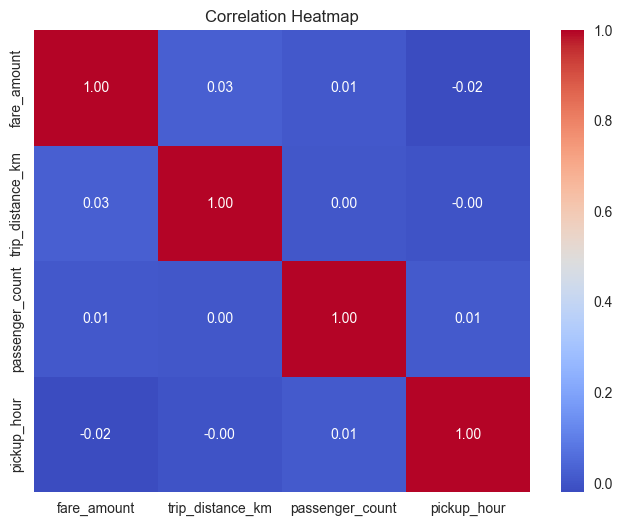 Correlation Heatmap
fare_amount
1.00 0.03 0.01 -0.02
trip_distance_km
0.03 1.00 0.00 -0.00
passenger_count
0.01 0.00 1.00 0.01
pickup_hour
-0.02 -0.00 0.01 1.00
fare_amount trip_distance_km passenger_count pickup_hour
1.0
0.8
0.6
0.4
0.2
0.0